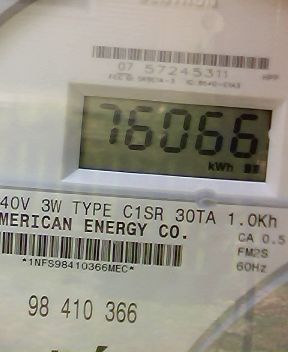 07 57245311
76066
kWh
40V 3W TYPE C1SR 30TA 1.0Kh
MERICAN ENERGY CO.
CA 0.5
*1NFS98410366MEC*
FM2S
60Hz
98 410 366